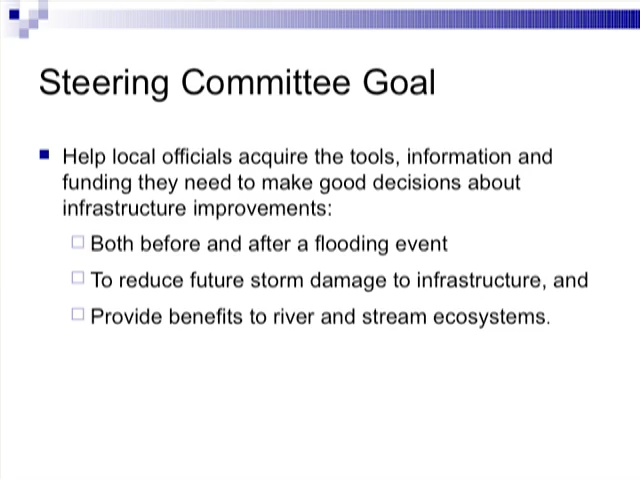 Steering Committee Goal
Help local officials acquire the tools, information and
funding they need to make good decisions about
infrastructure improvements:
Both before and after a flooding event
To reduce future storm damage to infrastructure, and
Provide benefits to river and stream ecosystems.